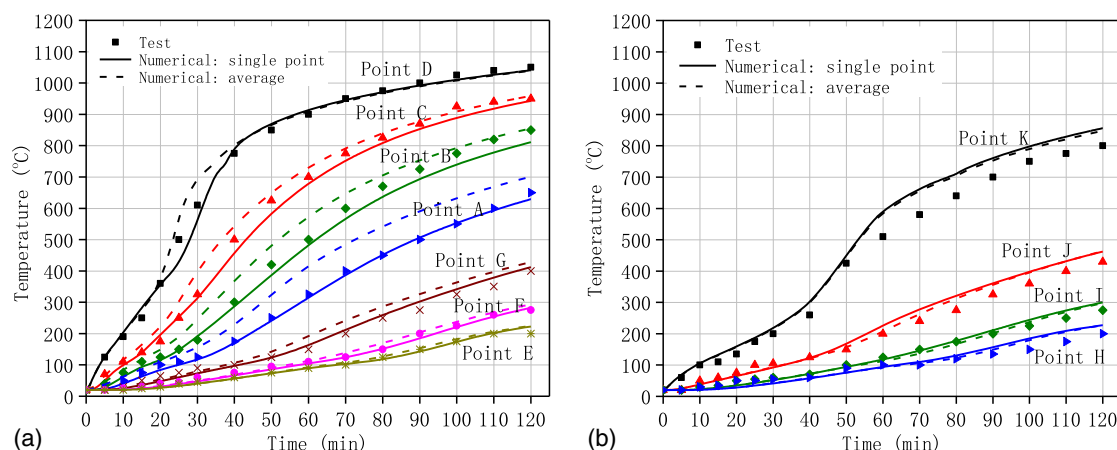 1200
1100
1000
900
800
700
600
500
400
300
200
100
0
Temperature (°C)
Test
Numerical: single point
Numerical: average
Point D
Point C
Point B
Point A
Point G
Point F
Point E
0 10 20 30 40 50 60 70 80 90 100 110 120
Time (min)
(a)
1200
1100
1000
900
800
700
600
500
400
300
200
100
0
Temperature (°C)
Test
Numerical: single point
Numerical: average
Point K
Point J
Point I
Point H
0 10 20 30 40 50 60 70 80 90 100 110 120
Time (min)
(b)